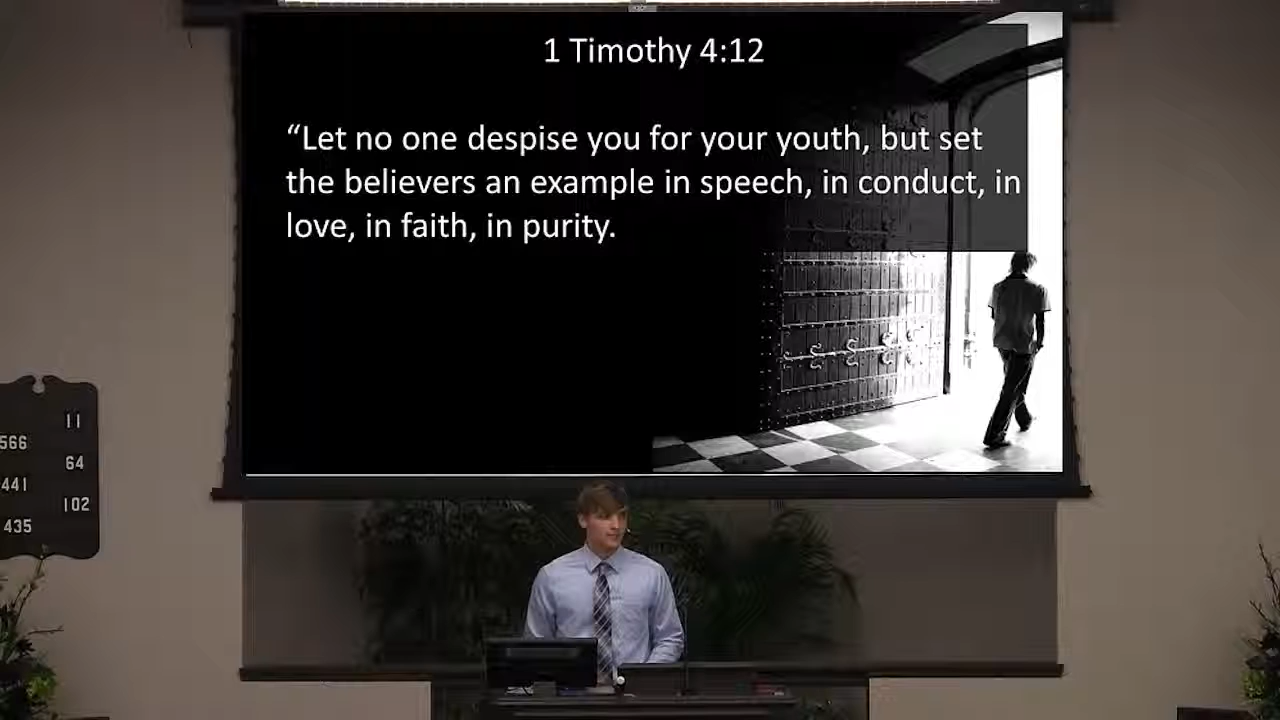 1 Timothy 4:12
“Let no one despise you for your youth, but set
the believers an example in speech, in conduct, in
love, in faith, in purity.
11
566
64
441
102
435